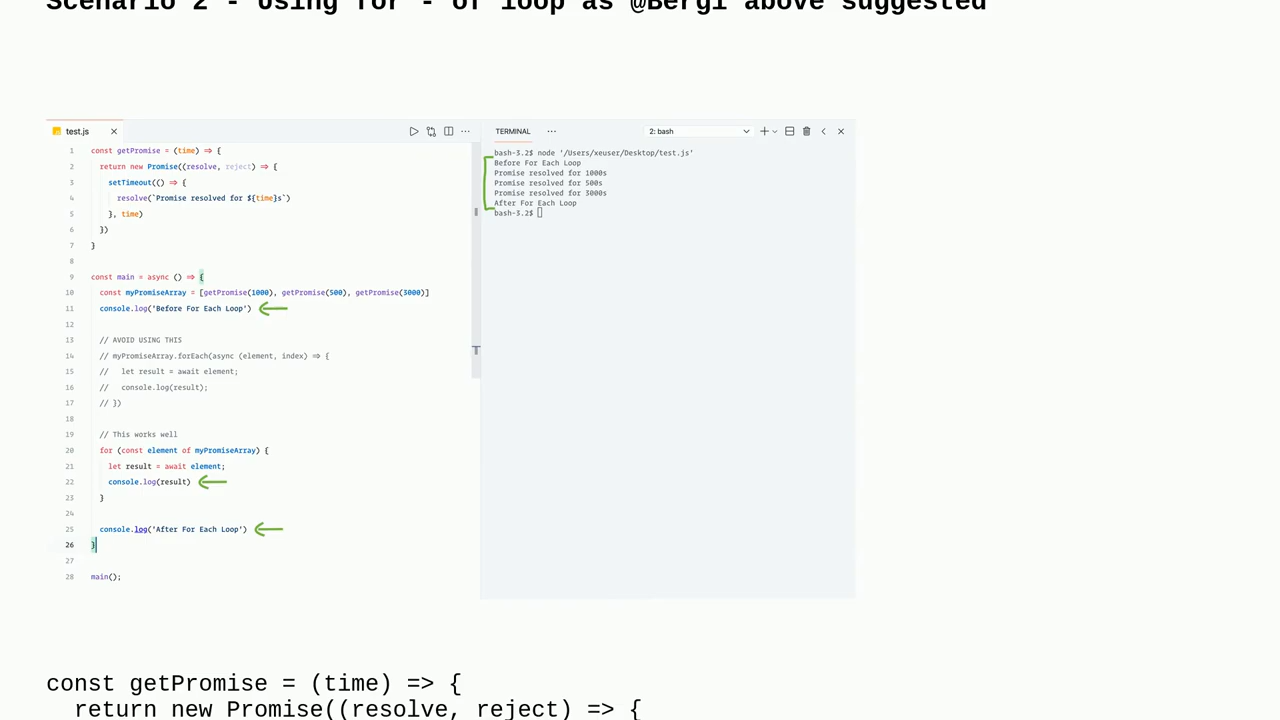 Scenario 2 - Using for - of loop as @Bergi above suggested
test.js
1 const getPromise = (time) ⇒ {
2 return new Promise((resolve, reject) ⇒ {
3 setTimeout(() ⇒ {
4 resolve(`Promise resolved for ${time}s`)
5 }, time)
6 })
7 }
8
9 const main = async () ⇒ {
10 const myPromiseArray = [getPromise(1000), getPromise(500), getPromise(3000)]
11 console.log('Before For Each Loop')
12
13 // AVOID USING THIS
14 // myPromiseArray.forEach(async (element, index) ⇒ {
15 // let result = await element;
16 // console.log(result);
17 // })
18
19 // This works well
20 for (const element of myPromiseArray) {
21 let result = await element;
22 console.log(result)
23 }
24
25 console.log('After For Each Loop')
26 }
27
28 main();
TERMINAL ··· 2: bash
bash-3.2$ node '/Users/xeuser/Desktop/test.js'
Before For Each Loop
Promise resolved for 1000s
Promise resolved for 500s
Promise resolved for 3000s
After For Each Loop
bash-3.2$
const getPromise = (time) => {
return new Promise((resolve, reject) => {